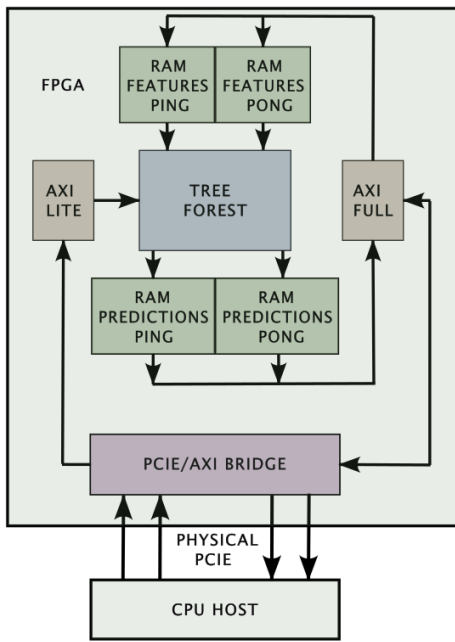 FPGA
RAM
FEATURES
PING
RAM
FEATURES
PONG
AXI
LITE
TREE
FOREST
AXI
FULL
RAM
PREDICTIONS
PING
RAM
PREDICTIONS
PONG
PCIE/AXI BRIDGE
PHYSICAL
PCIE
CPU HOST